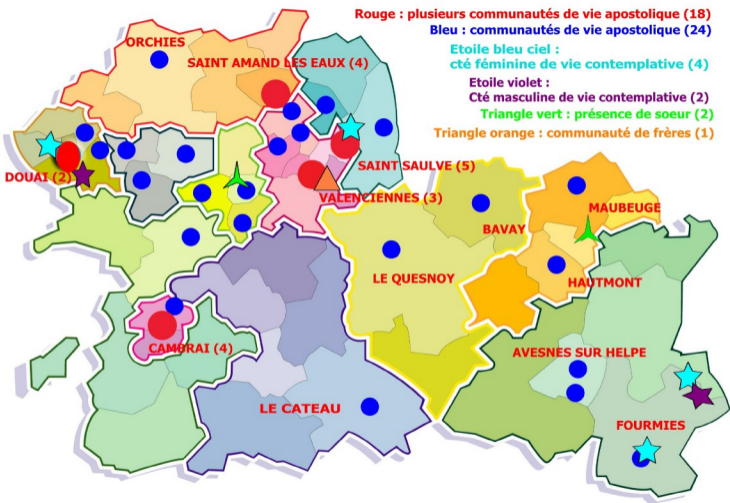 Rouge : plusieurs communautés de vie apostolique (18)
Bleu : communautés de vie apostolique (24)
Etoile bleu ciel :
cté féminine de vie contemplative (4)
Etoile violet :
Cté masculine de vie contemplative (2)
Triangle vert : présence de soeur (2)
Triangle orange : communauté de frères (1)
ORCHIES
SAINT AMAND LES EAUX (4)
DOUAI (2)
SAINT SAULVE (5)
VALENCIENNES (3)
MAUBEUGE
BAVAY
LE QUESNOY
HAUTMONT
CAMBRAI (4)
AVESNES SUR HELPE
LE CATEAU
FOURMIES